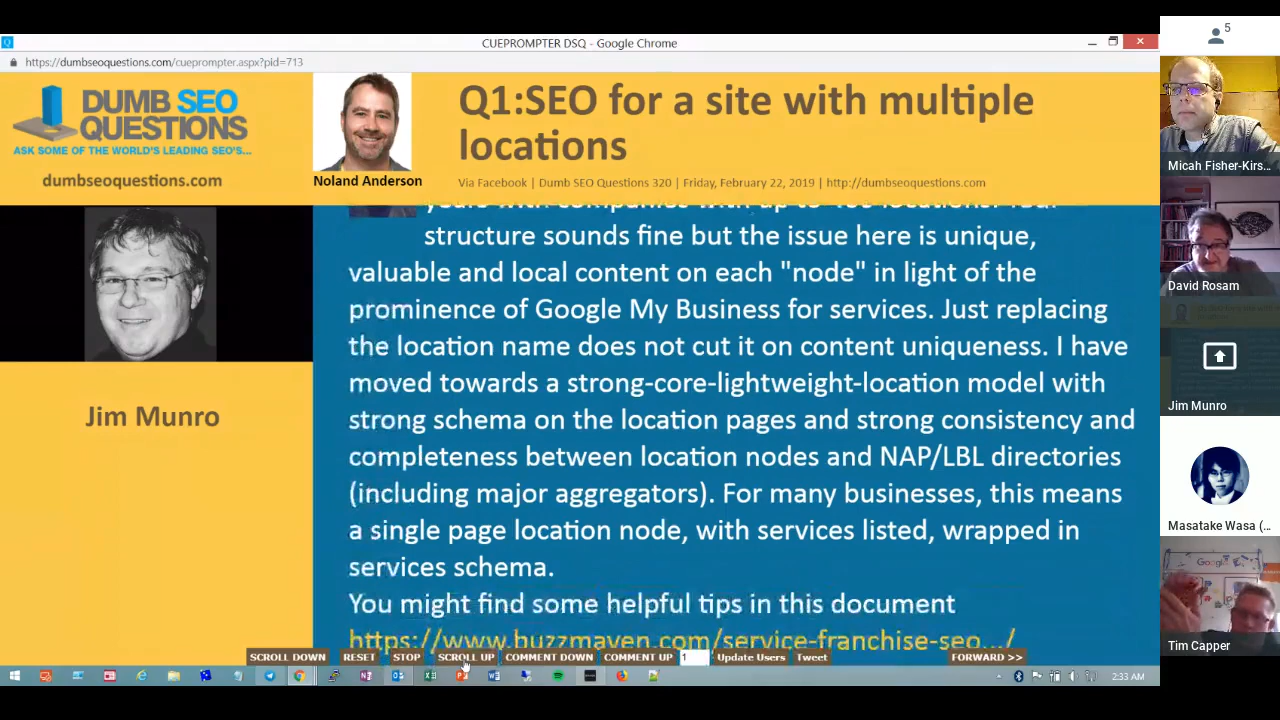 CUEPROMPTER DSQ - Google Chrome
https://dumbseoquestions.com/cueprompter.aspx?pid=713
DUMB SEO
QUESTIONS
ASK SOME OF THE WORLD'S LEADING SEO'S...
dumbseoquestions.com
Noland Anderson
Q1:SEO for a site with multiple
locations
Via Facebook | Dumb SEO Questions 320 | Friday, February 22, 2019 | http://dumbseoquestions.com
Jim Munro
structure sounds fine but the issue here is unique,
valuable and local content on each "node" in light of the
prominence of Google My Business for services. Just replacing
the location name does not cut it on content uniqueness. I have
moved towards a strong-core-lightweight-location model with
strong schema on the location pages and strong consistency and
completeness between location nodes and NAP/LBL directories
(including major aggregators). For many businesses, this means
a single page location node, with services listed, wrapped in
services schema.
You might find some helpful tips in this document
https://www.buzzmaven.com/service-franchise-seo.../
SCROLL DOWN RESET STOP SCROLL UP COMMENT DOWN COMMENT UP 1 Update Users Tweet FORWARD >>
2:33 AM
5
Micah Fisher-Kirs...
David Rosam
Jim Munro
Masatake Wasa (...
Google
Tim Capper